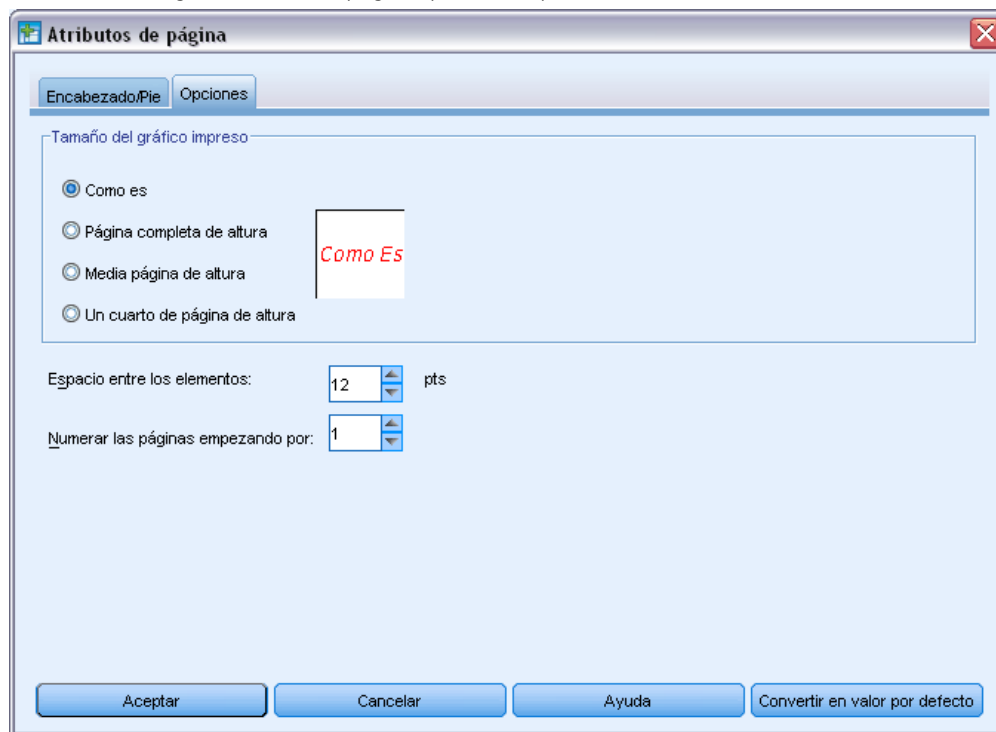 Atributos de página
Encabezado/Pie Opciones
Tamaño del gráfico impreso
Como es
Página completa de altura
Como Es
Media página de altura
Un cuarto de página de altura
Espacio entre los elementos: 12 pts
Numerar las páginas empezando por: 1
Aceptar Cancelar Ayuda Convertir en valor por defecto